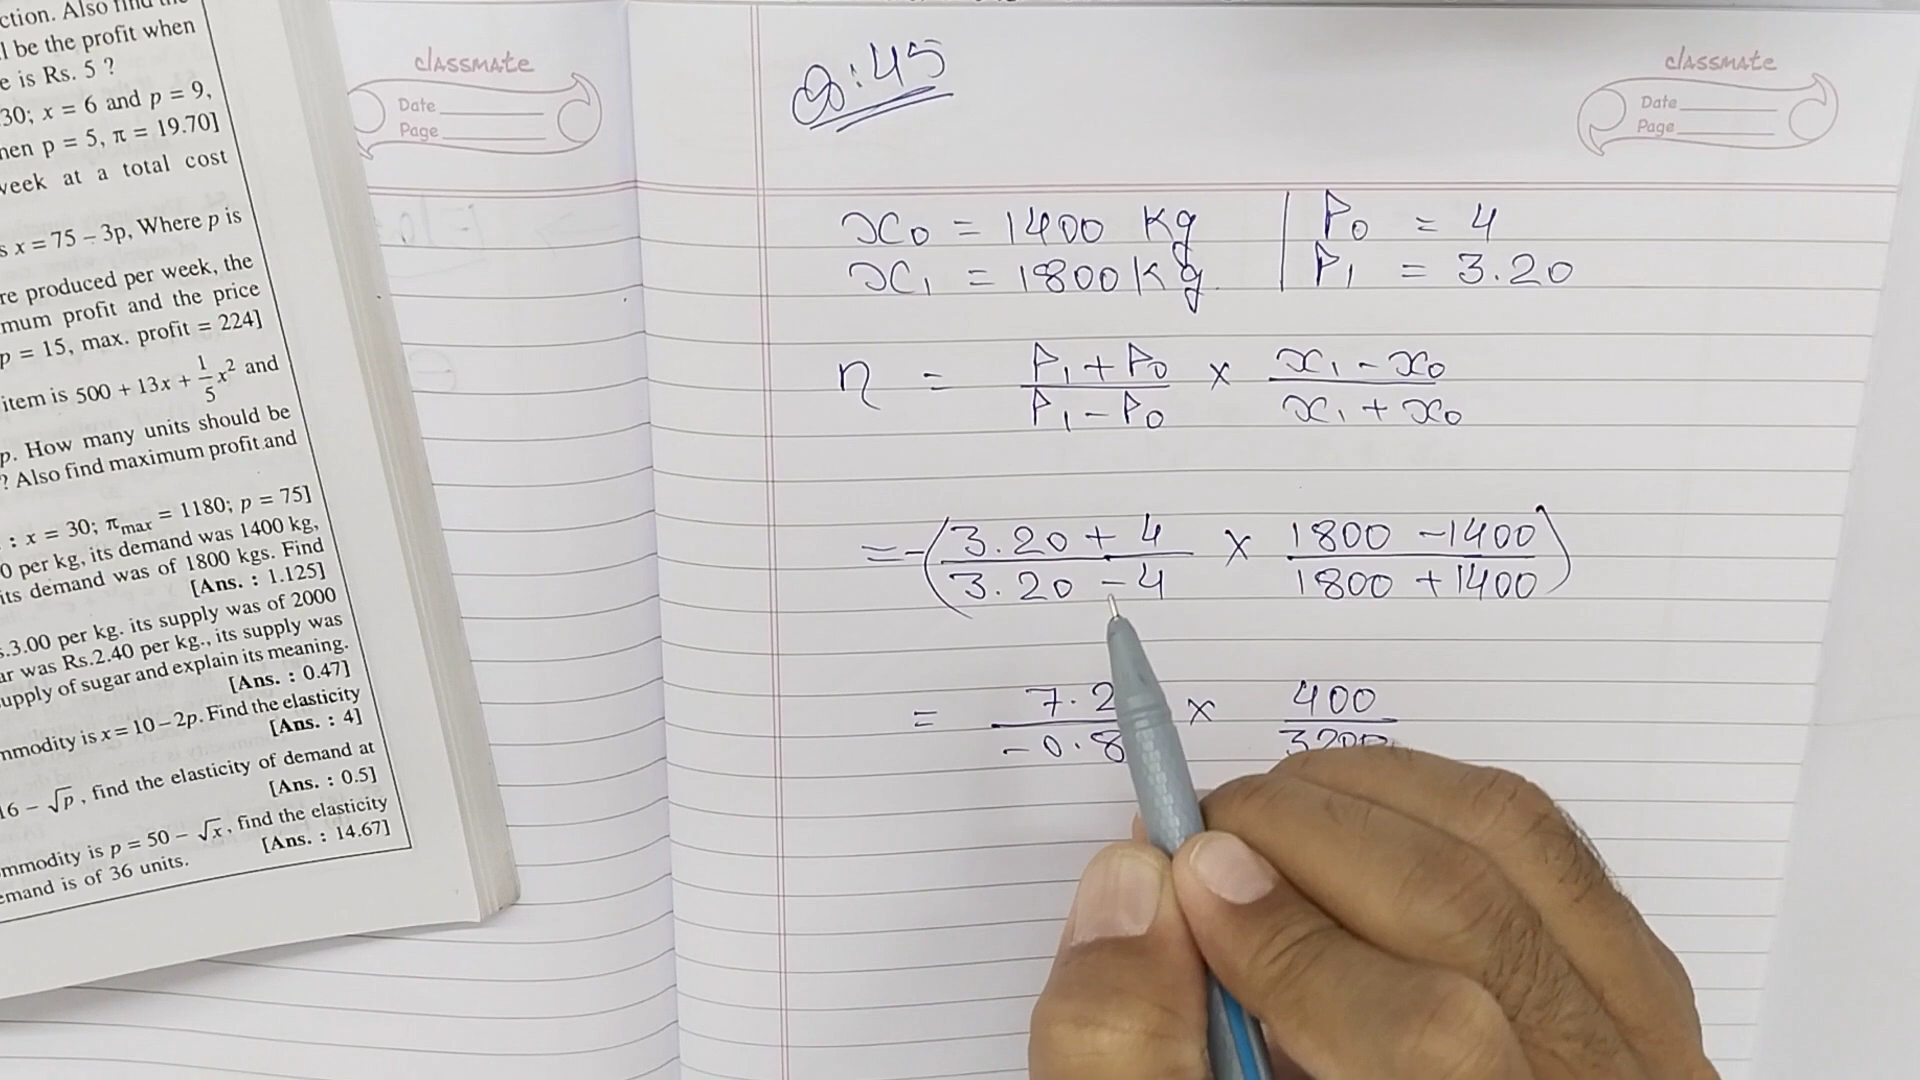 ction. Also find the
l be the profit when
e is Rs. 5 ?
30; x = 6 and p = 9,
hen p = 5, π = 19.70]
week at a total cost
s x = 75 – 3p, Where p is
re produced per week, the
mum profit and the price
p = 15, max. profit = 224]
item is 500 + 13x + 1/5 x² and
p. How many units should be
? Also find maximum profit and
: x = 30; πmax = 1180; p = 75]
0 per kg, its demand was 1400 kg,
its demand was of 1800 kgs. Find
[Ans. : 1.125]
s.3.00 per kg. its supply was of 2000
ar was Rs.2.40 per kg., its supply was
supply of sugar and explain its meaning.
[Ans. : 0.47]
mmodity is x = 10 – 2p. Find the elasticity
[Ans. : 4]
16 – √p, find the elasticity of demand at
[Ans. : 0.5]
mmodity is p = 50 – √x, find the elasticity
emand is of 36 units. [Ans. : 14.67]
classmate
Date
Page
Q:45
classmate
Date
Page
x₀ = 1400 Kg | P₀ = 4
x₁ = 1800 Kg. | P₁ = 3.20
η = (P₁ + P₀)/(P₁ – P₀) × (x₁ – x₀)/(x₁ + x₀)
= –( (3.20 + 4)/(3.20 – 4) × (1800 – 1400)/(1800 + 1400) )
= 7.2/–0.8 × 400/3200